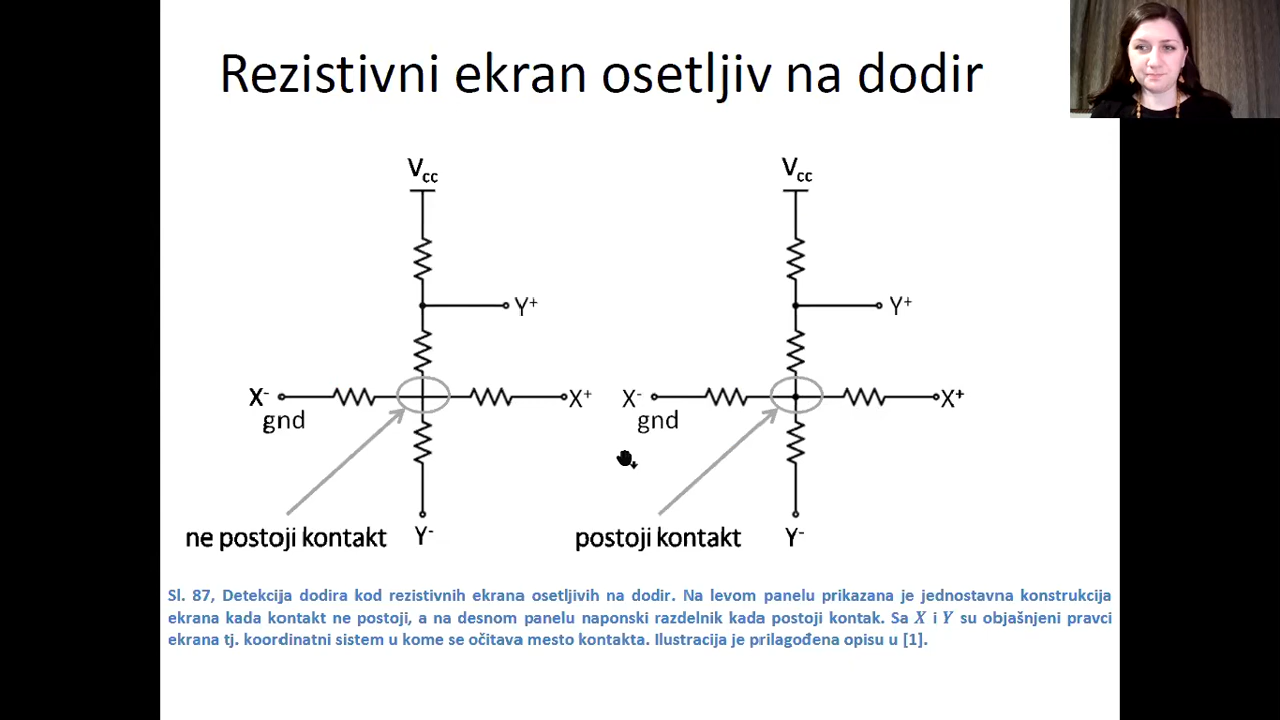 Rezistivni ekran osetljiv na dodir
Vcc
Vcc
Y+
Y+
X-
X+
X-
X+
gnd
gnd
ne postoji kontakt
Y-
postoji kontakt
Y-
Sl. 87, Detekcija dodira kod rezistivnih ekrana osetljivih na dodir. Na levom panelu prikazana je jednostavna konstrukcija
ekrana kada kontakt ne postoji, a na desnom panelu naponski razdelnik kada postoji kontak. Sa X i Y su objašnjeni pravci
ekrana tj. koordinatni sistem u kome se očitava mesto kontakta. Ilustracija je prilagođena opisu u [1].